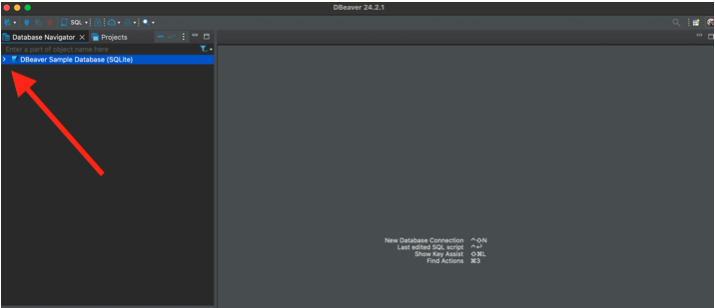 DBeaver 24.2.1
SQL
Database Navigator
Projects
Enter a part of object name here
DBeaver Sample Database (SQLite)
New Database Connection ⌃⇧N
Last edited SQL script ⌃↩
Show Key Assist ⇧⌘L
Find Actions ⌘3